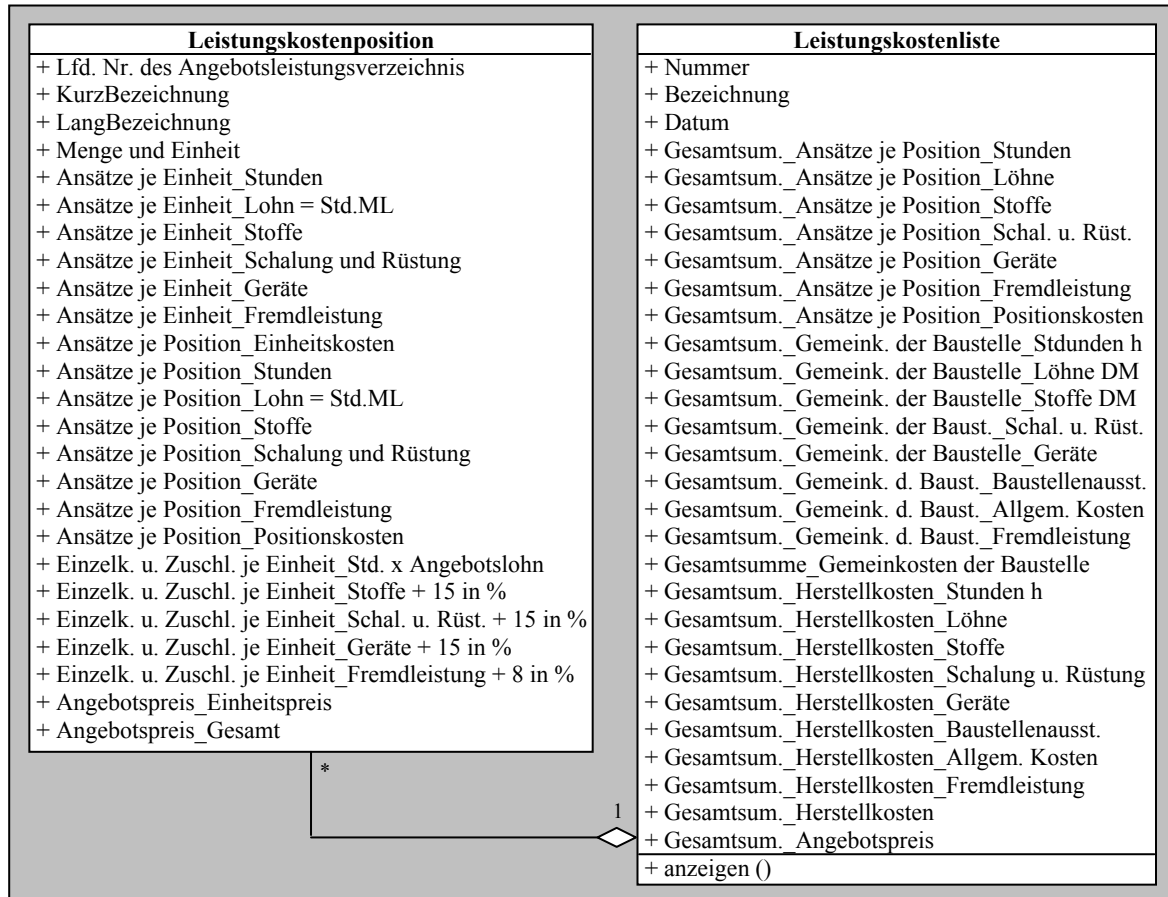 Leistungskostenposition
+ Lfd. Nr. des Angebotsleistungsverzeichnis
+ KurzBezeichnung
+ LangBezeichnung
+ Menge und Einheit
+ Ansätze je Einheit_Stunden
+ Ansätze je Einheit_Lohn = Std.ML
+ Ansätze je Einheit_Stoffe
+ Ansätze je Einheit_Schalung und Rüstung
+ Ansätze je Einheit_Geräte
+ Ansätze je Einheit_Fremdleistung
+ Ansätze je Position_Einheitskosten
+ Ansätze je Position_Stunden
+ Ansätze je Position_Lohn = Std.ML
+ Ansätze je Position_Stoffe
+ Ansätze je Position_Schalung und Rüstung
+ Ansätze je Position_Geräte
+ Ansätze je Position_Fremdleistung
+ Ansätze je Position_Positionskosten
+ Einzelk. u. Zuschl. je Einheit_Std. x Angebotslohn
+ Einzelk. u. Zuschl. je Einheit_Stoffe + 15 in %
+ Einzelk. u. Zuschl. je Einheit_Schal. u. Rüst. + 15 in %
+ Einzelk. u. Zuschl. je Einheit_Geräte + 15 in %
+ Einzelk. u. Zuschl. je Einheit_Fremdleistung + 8 in %
+ Angebotspreis_Einheitspreis
+ Angebotspreis_Gesamt
*
1
Leistungskostenliste
+ Nummer
+ Bezeichnung
+ Datum
+ Gesamtsum._Ansätze je Position_Stunden
+ Gesamtsum._Ansätze je Position_Löhne
+ Gesamtsum._Ansätze je Position_Stoffe
+ Gesamtsum._Ansätze je Position_Schal. u. Rüst.
+ Gesamtsum._Ansätze je Position_Geräte
+ Gesamtsum._Ansätze je Position_Fremdleistung
+ Gesamtsum._Ansätze je Position_Positionskosten
+ Gesamtsum._Gemeink. der Baustelle_Stdunden h
+ Gesamtsum._Gemeink. der Baustelle_Löhne DM
+ Gesamtsum._Gemeink. der Baustelle_Stoffe DM
+ Gesamtsum._Gemeink. der Baust._Schal. u. Rüst.
+ Gesamtsum._Gemeink. der Baustelle_Geräte
+ Gesamtsum._Gemeink. d. Baust._Baustellenausst.
+ Gesamtsum._Gemeink. d. Baust._Allgem. Kosten
+ Gesamtsum._Gemeink. d. Baust._Fremdleistung
+ Gesamtsumme_Gemeinkosten der Baustelle
+ Gesamtsum._Herstellkosten_Stunden h
+ Gesamtsum._Herstellkosten_Löhne
+ Gesamtsum._Herstellkosten_Stoffe
+ Gesamtsum._Herstellkosten_Schalung u. Rüstung
+ Gesamtsum._Herstellkosten_Geräte
+ Gesamtsum._Herstellkosten_Baustellenausst.
+ Gesamtsum._Herstellkosten_Allgem. Kosten
+ Gesamtsum._Herstellkosten_Fremdleistung
+ Gesamtsum._Herstellkosten
+ Gesamtsum._Angebotspreis
+ anzeigen ()